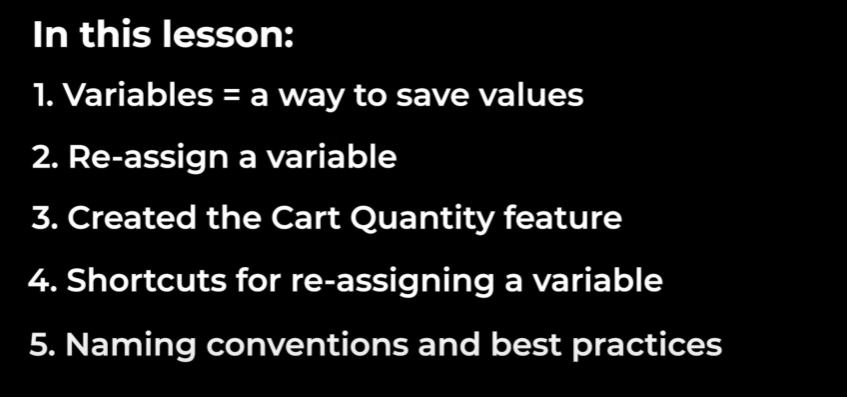 In this lesson:
1. Variables = a way to save values
2. Re-assign a variable
3. Created the Cart Quantity feature
4. Shortcuts for re-assigning a variable
5. Naming conventions and best practices